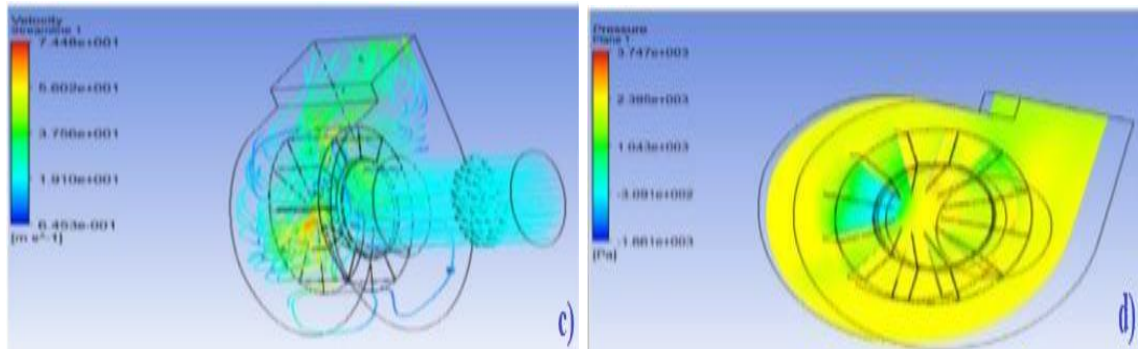 Velocity
Streamline 1
7.448e+001
5.602e+001
3.756e+001
1.910e+001
6.453e-001
[m s^-1]
c)
Pressure
Plane 1
3.747e+003
2.395e+003
1.043e+003
-3.091e+002
-1.661e+003
[Pa]
d)